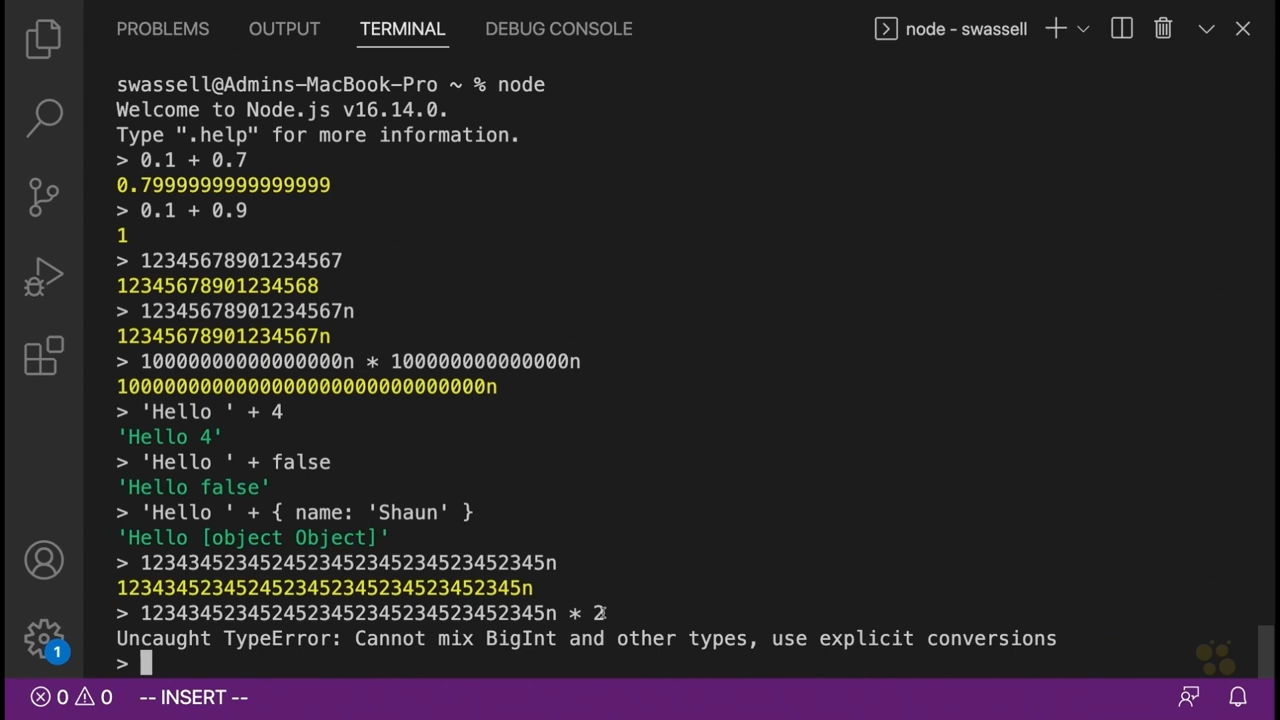 PROBLEMS OUTPUT TERMINAL DEBUG CONSOLE node - swassell
swassell@Admins-MacBook-Pro ~ % node
Welcome to Node.js v16.14.0.
Type ".help" for more information.
> 0.1 + 0.7
0.7999999999999999
> 0.1 + 0.9
1
> 12345678901234567
12345678901234568
> 12345678901234567n
12345678901234567n
> 10000000000000000n * 100000000000000n
1000000000000000000000000000000n
> 'Hello ' + 4
'Hello 4'
> 'Hello ' + false
'Hello false'
> 'Hello ' + { name: 'Shaun' }
'Hello [object Object]'
> 1234345234524523452345234523452345n
1234345234524523452345234523452345n
> 1234345234524523452345234523452345n * 2
Uncaught TypeError: Cannot mix BigInt and other types, use explicit conversions
>
1
0 0 -- INSERT --